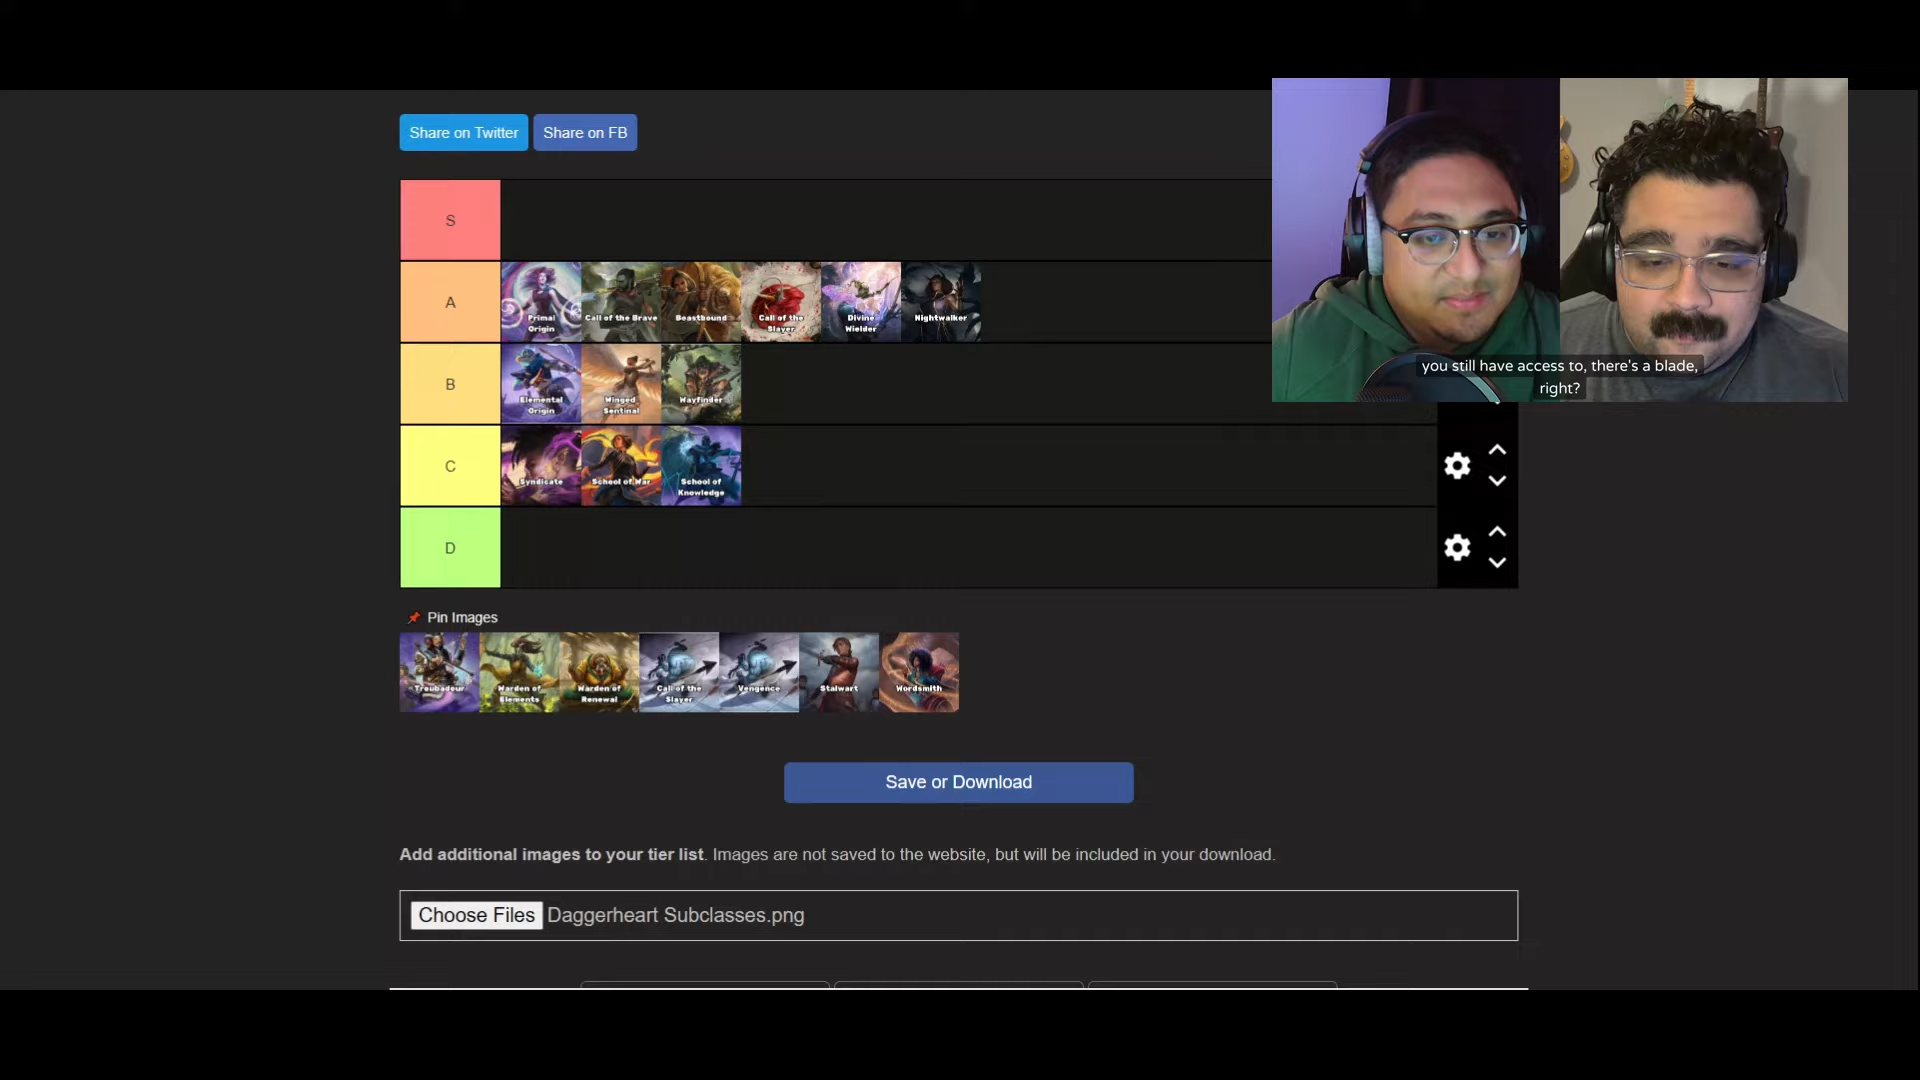 Share on Twitter
Share on FB
S
A
Primal
Origin
Call of the Brave
Beastbound
Call of the
Slayer
Divine
Wielder
Nightwalker
you still have access to, there's a blade,
right?
B
Elemental
Origin
Winged
Sentinal
Wayfinder
C
Syndicate
School of War
School of
Knowledge
D
Pin Images
Troubadeur
Warden of
Elements
Warden of
Renewal
Call of the
Slayer
Vengence
Stalwart
Wordsmith
Save or Download
Add additional images to your tier list. Images are not saved to the website, but will be included in your download.
Choose Files Daggerheart Subclasses.png